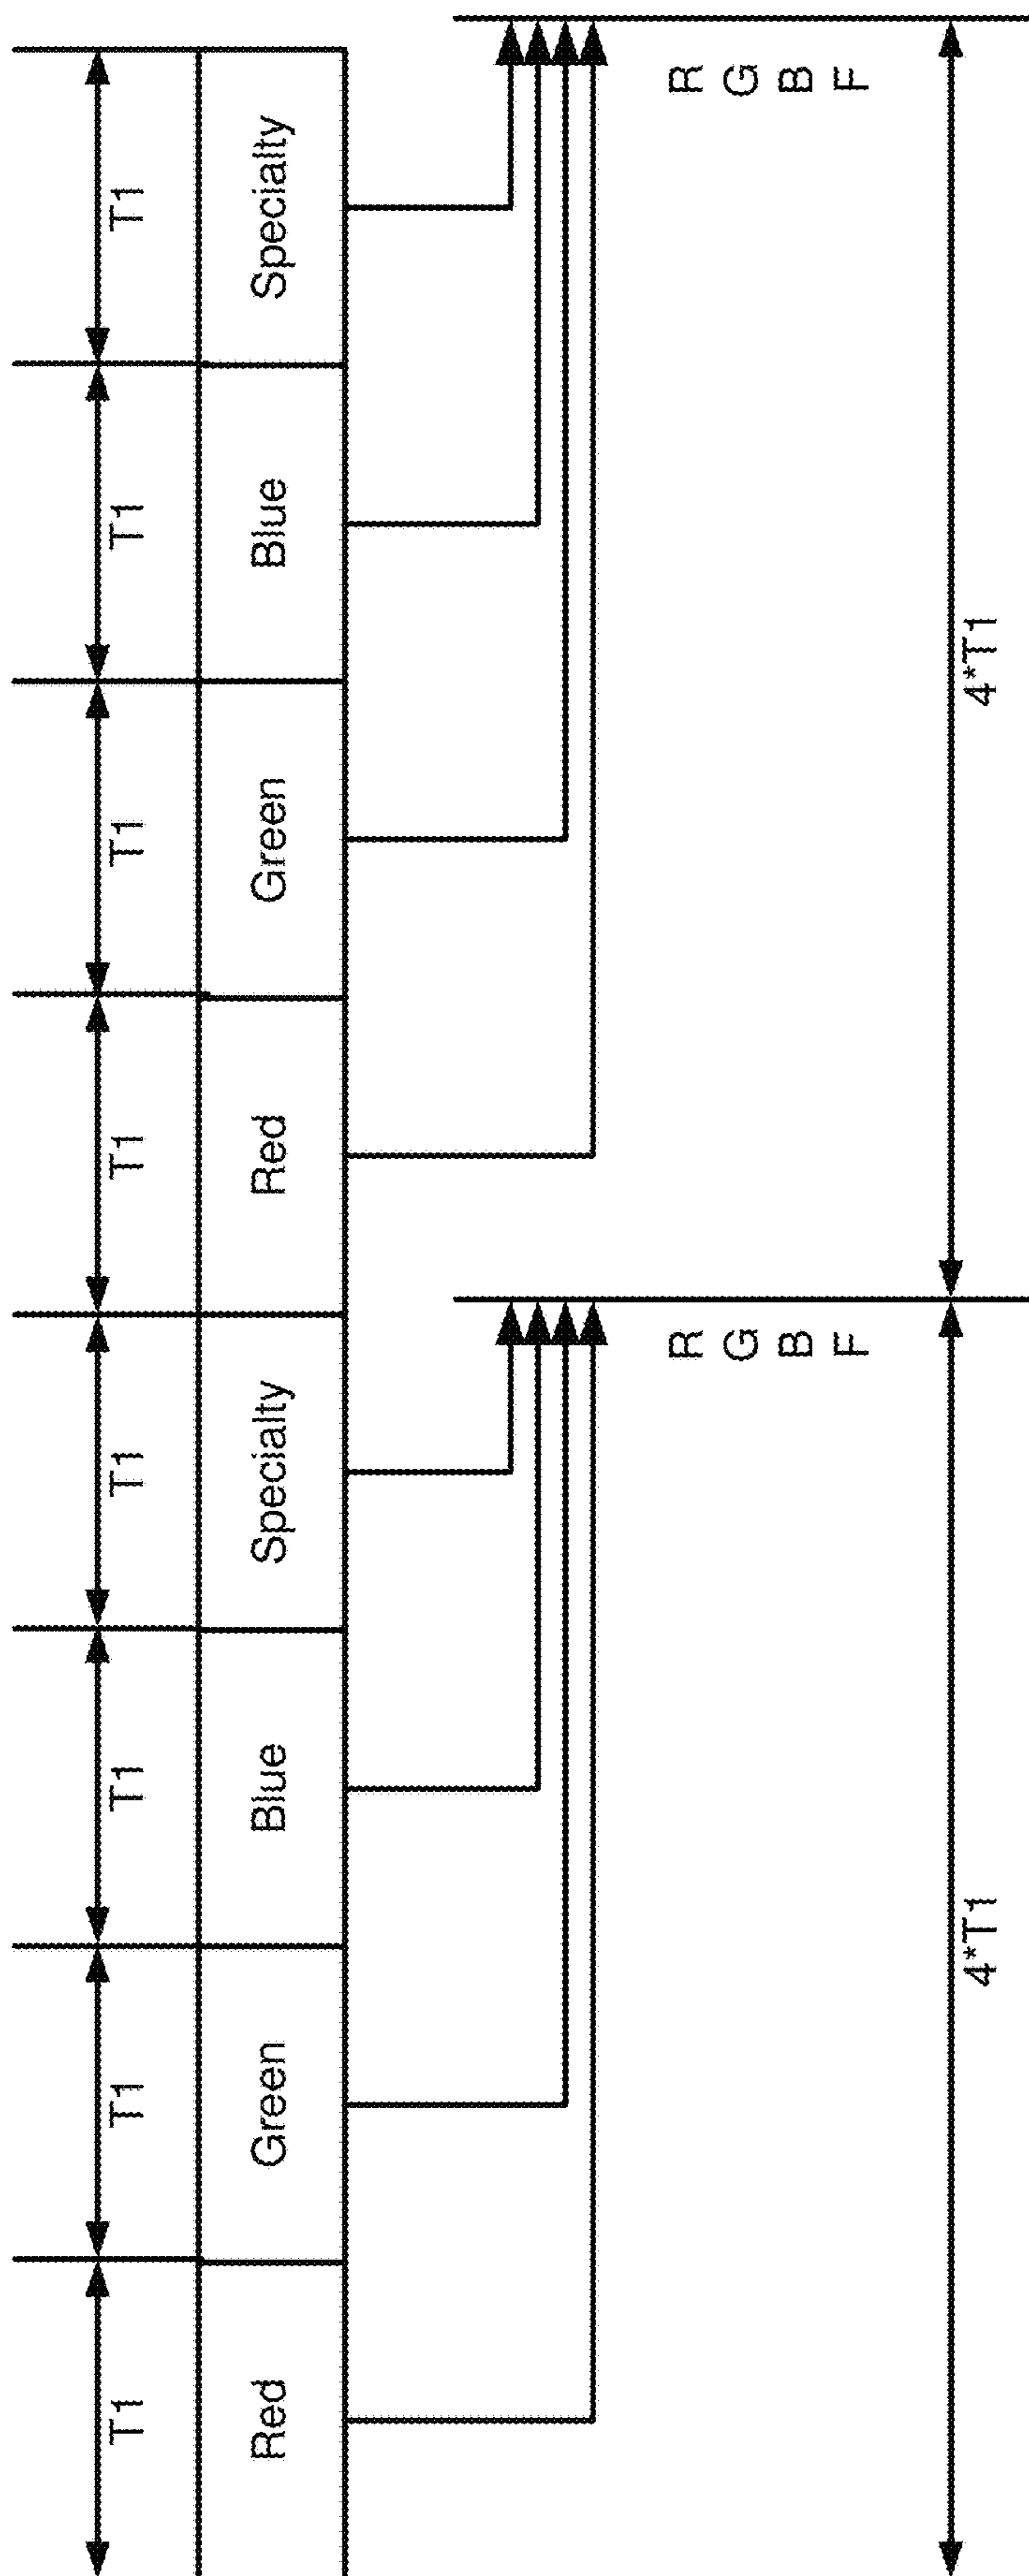 T1 T1 T1 T1 T1 T1 T1 T1
Red Green Blue Specialty Red Green Blue Specialty
R R
G G
B B
F F
4*T1 4*T1